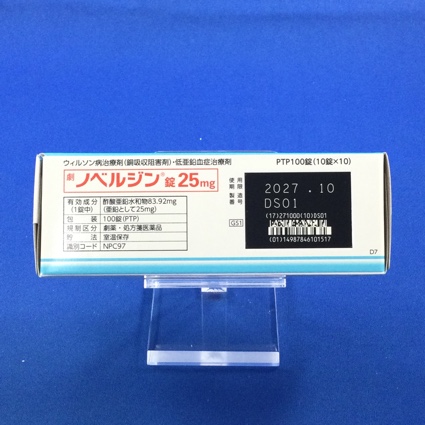 ウィルソン病治療剤(銅吸収阻害剤)・低亜鉛血症治療剤
PTP100錠(10錠×10)
劇 ノベルジン®錠25mg
有効成分(1錠中) 酢酸亜鉛水和物83.92mg(亜鉛として25mg)
包装 100錠(PTP)
規制区分 劇薬・処方箋医薬品
貯法 室温保存
識別コード NPC97
使用期限 2027.10
製造番号 DS01
(17)271000(10)DS01
GS1
(01)14987846101517
D7